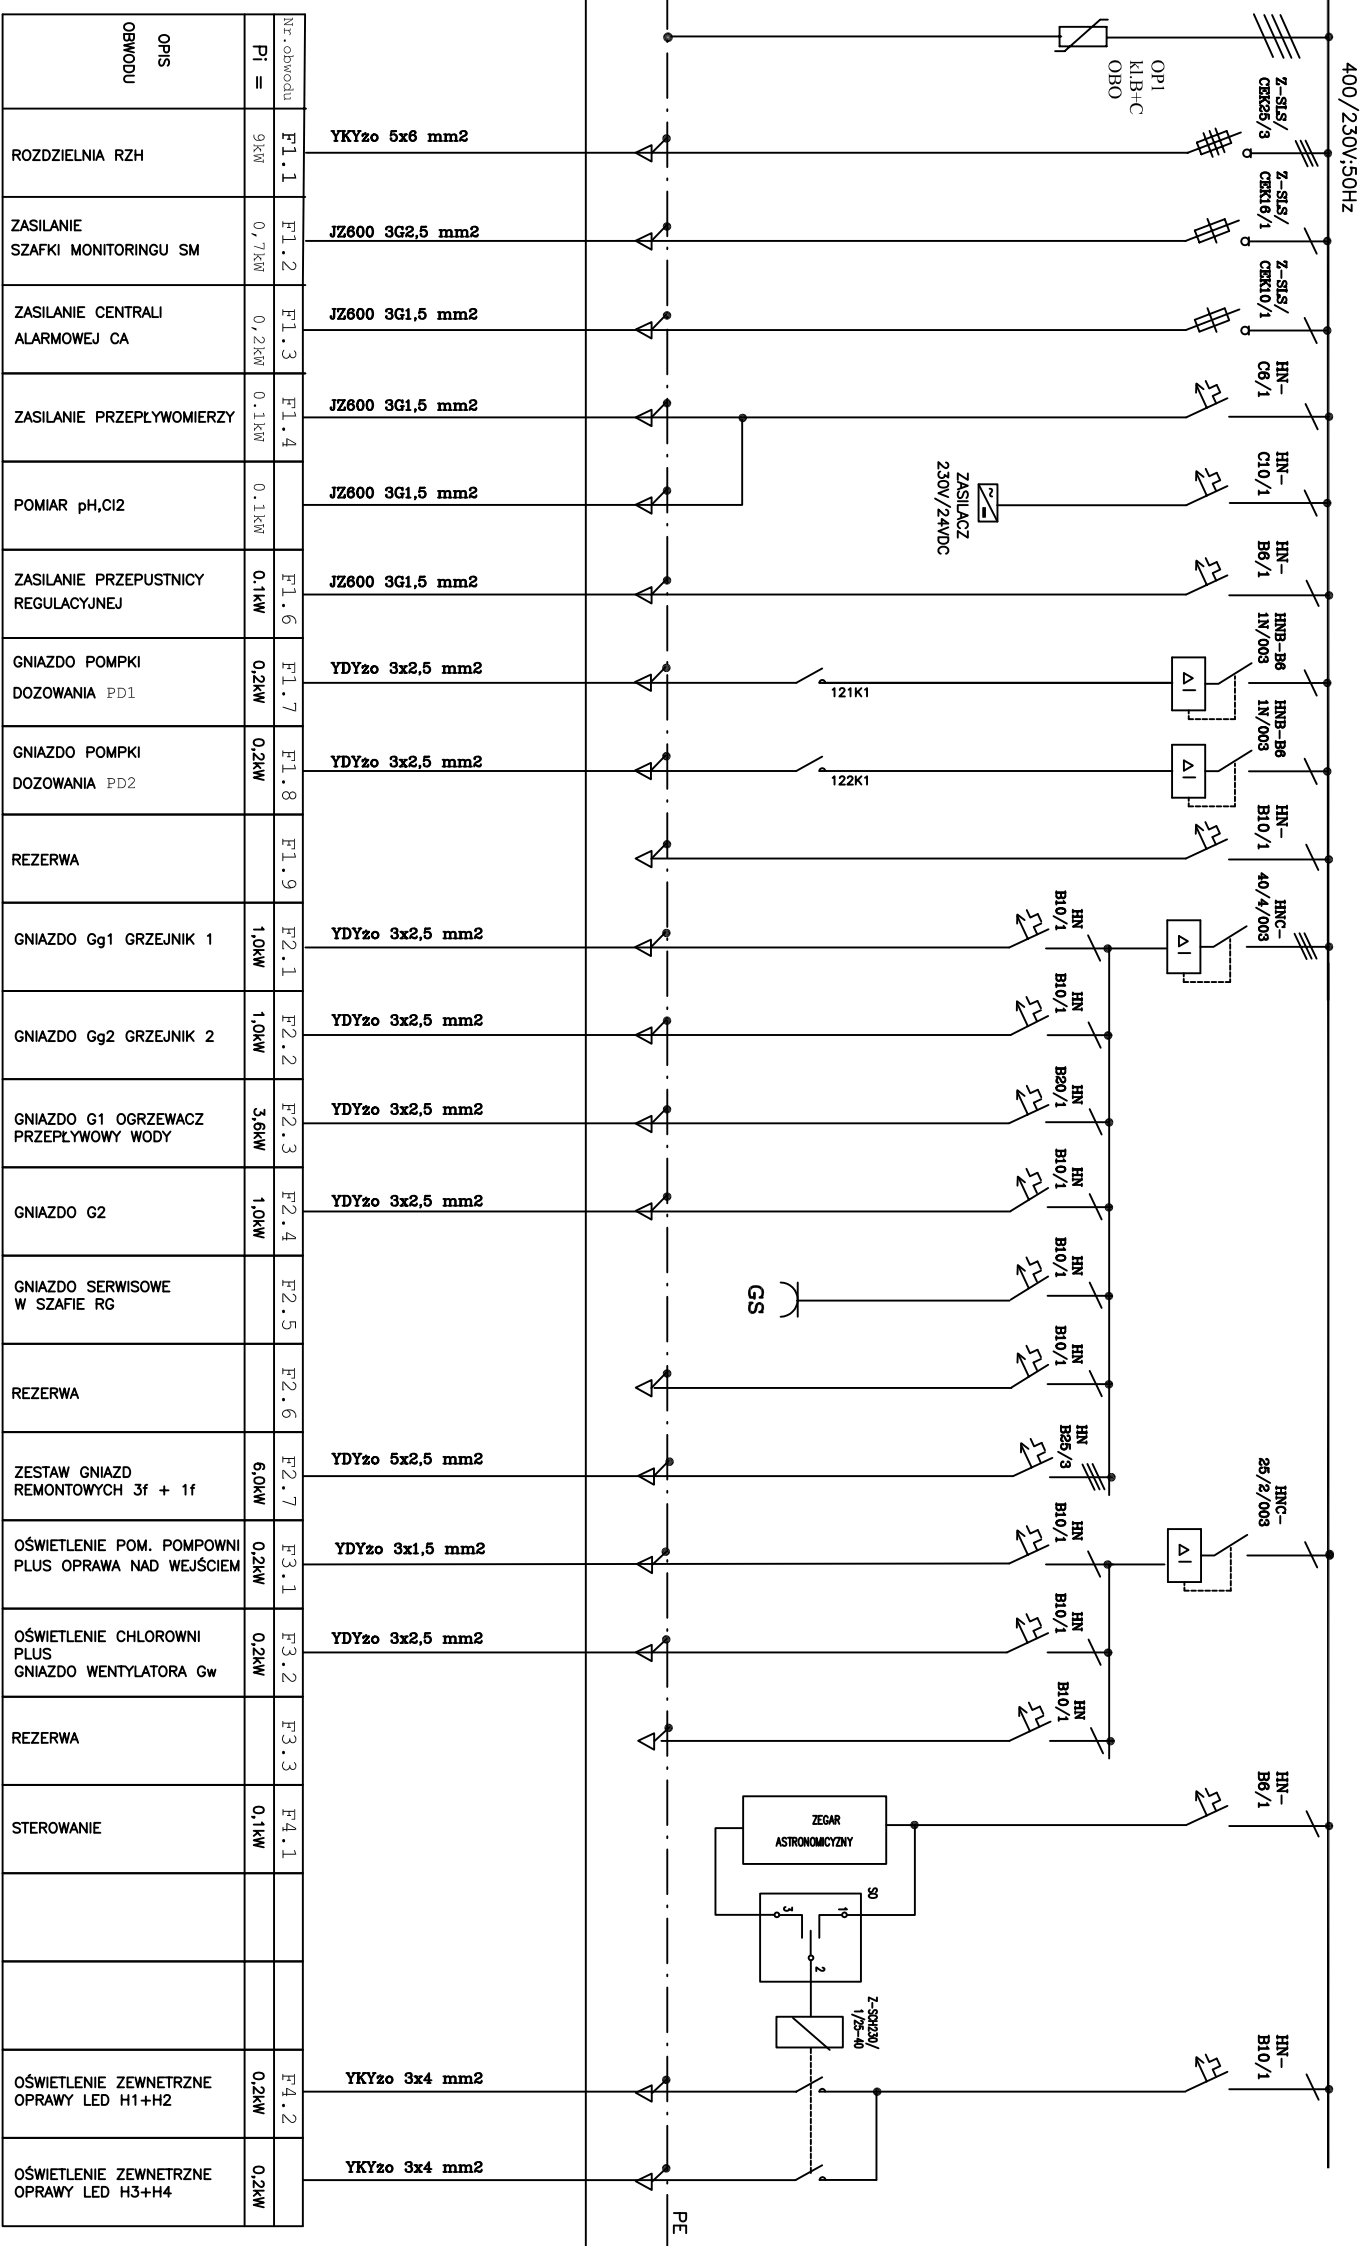 400/230V;50Hz
OP1
kl.B+C
OBO
Z-SLS/
CEK25/3
Z-SLS/
CEK16/1
Z-SLS/
CEK10/1
HN-
C6/1
HN-
C10/1
HN-
B6/1
HNB-B6
1N/003
HNB-B6
1N/003
HN-
B10/1
HNC-
40/4/003
HNC-
25/2/003
HN-
B6/1
HN-
B10/1
ZASILACZ
230V/24VDC
ΔI
ΔI
ΔI
ΔI
121K1
122K1
HN
B10/1
HN
B10/1
HN
B20/1
HN
B10/1
HN
B10/1
HN
B10/1
HN
B25/3
HN
B10/1
HN
B10/1
HN
B10/1
GS
ZEGAR
ASTRONOMICZNY
SO
1
3
2
Z-SCH230/
1/25-40
PE
OPIS
OBWODU
Pi =
Nr.obwodu
ROZDZIELNIA RZH
9kW
F1.1
YKYżo 5x6 mm2
ZASILANIE
SZAFKI MONITORINGU SM
0,7kW
F1.2
JZ600 3G2,5 mm2
ZASILANIE CENTRALI
ALARMOWEJ CA
0,2kW
F1.3
JZ600 3G1,5 mm2
ZASILANIE PRZEPŁYWOMIERZY
0.1kW
F1.4
JZ600 3G1,5 mm2
POMIAR pH,Cl2
0.1kW
JZ600 3G1,5 mm2
ZASILANIE PRZEPUSTNICY
REGULACYJNEJ
0.1kW
F1.6
JZ600 3G1,5 mm2
GNIAZDO POMPKI
DOZOWANIA PD1
0,2kW
F1.7
YDYżo 3x2,5 mm2
GNIAZDO POMPKI
DOZOWANIA PD2
0,2kW
F1.8
YDYżo 3x2,5 mm2
REZERWA
F1.9
GNIAZDO Gg1 GRZEJNIK 1
1,0kW
F2.1
YDYżo 3x2,5 mm2
GNIAZDO Gg2 GRZEJNIK 2
1,0kW
F2.2
YDYżo 3x2,5 mm2
GNIAZDO G1 OGRZEWACZ
PRZEPŁYWOWY WODY
3,6kW
F2.3
YDYżo 3x2,5 mm2
GNIAZDO G2
1,0kW
F2.4
YDYżo 3x2,5 mm2
GNIAZDO SERWISOWE
W SZAFIE RG
F2.5
REZERWA
F2.6
ZESTAW GNIAZD
REMONTOWYCH 3f + 1f
6,0kW
F2.7
YDYżo 5x2,5 mm2
OŚWIETLENIE POM. POMPOWNI
PLUS OPRAWA NAD WEJŚCIEM
0,2kW
F3.1
YDYżo 3x1,5 mm2
OŚWIETLENIE CHLOROWNI
PLUS
GNIAZDO WENTYLATORA Gw
0,2kW
F3.2
YDYżo 3x2,5 mm2
REZERWA
F3.3
STEROWANIE
0,1kW
F4.1
OŚWIETLENIE ZEWNETRZNE
OPRAWY LED H1+H2
0,2kW
F4.2
YKYżo 3x4 mm2
OŚWIETLENIE ZEWNETRZNE
OPRAWY LED H3+H4
0,2kW
YKYżo 3x4 mm2